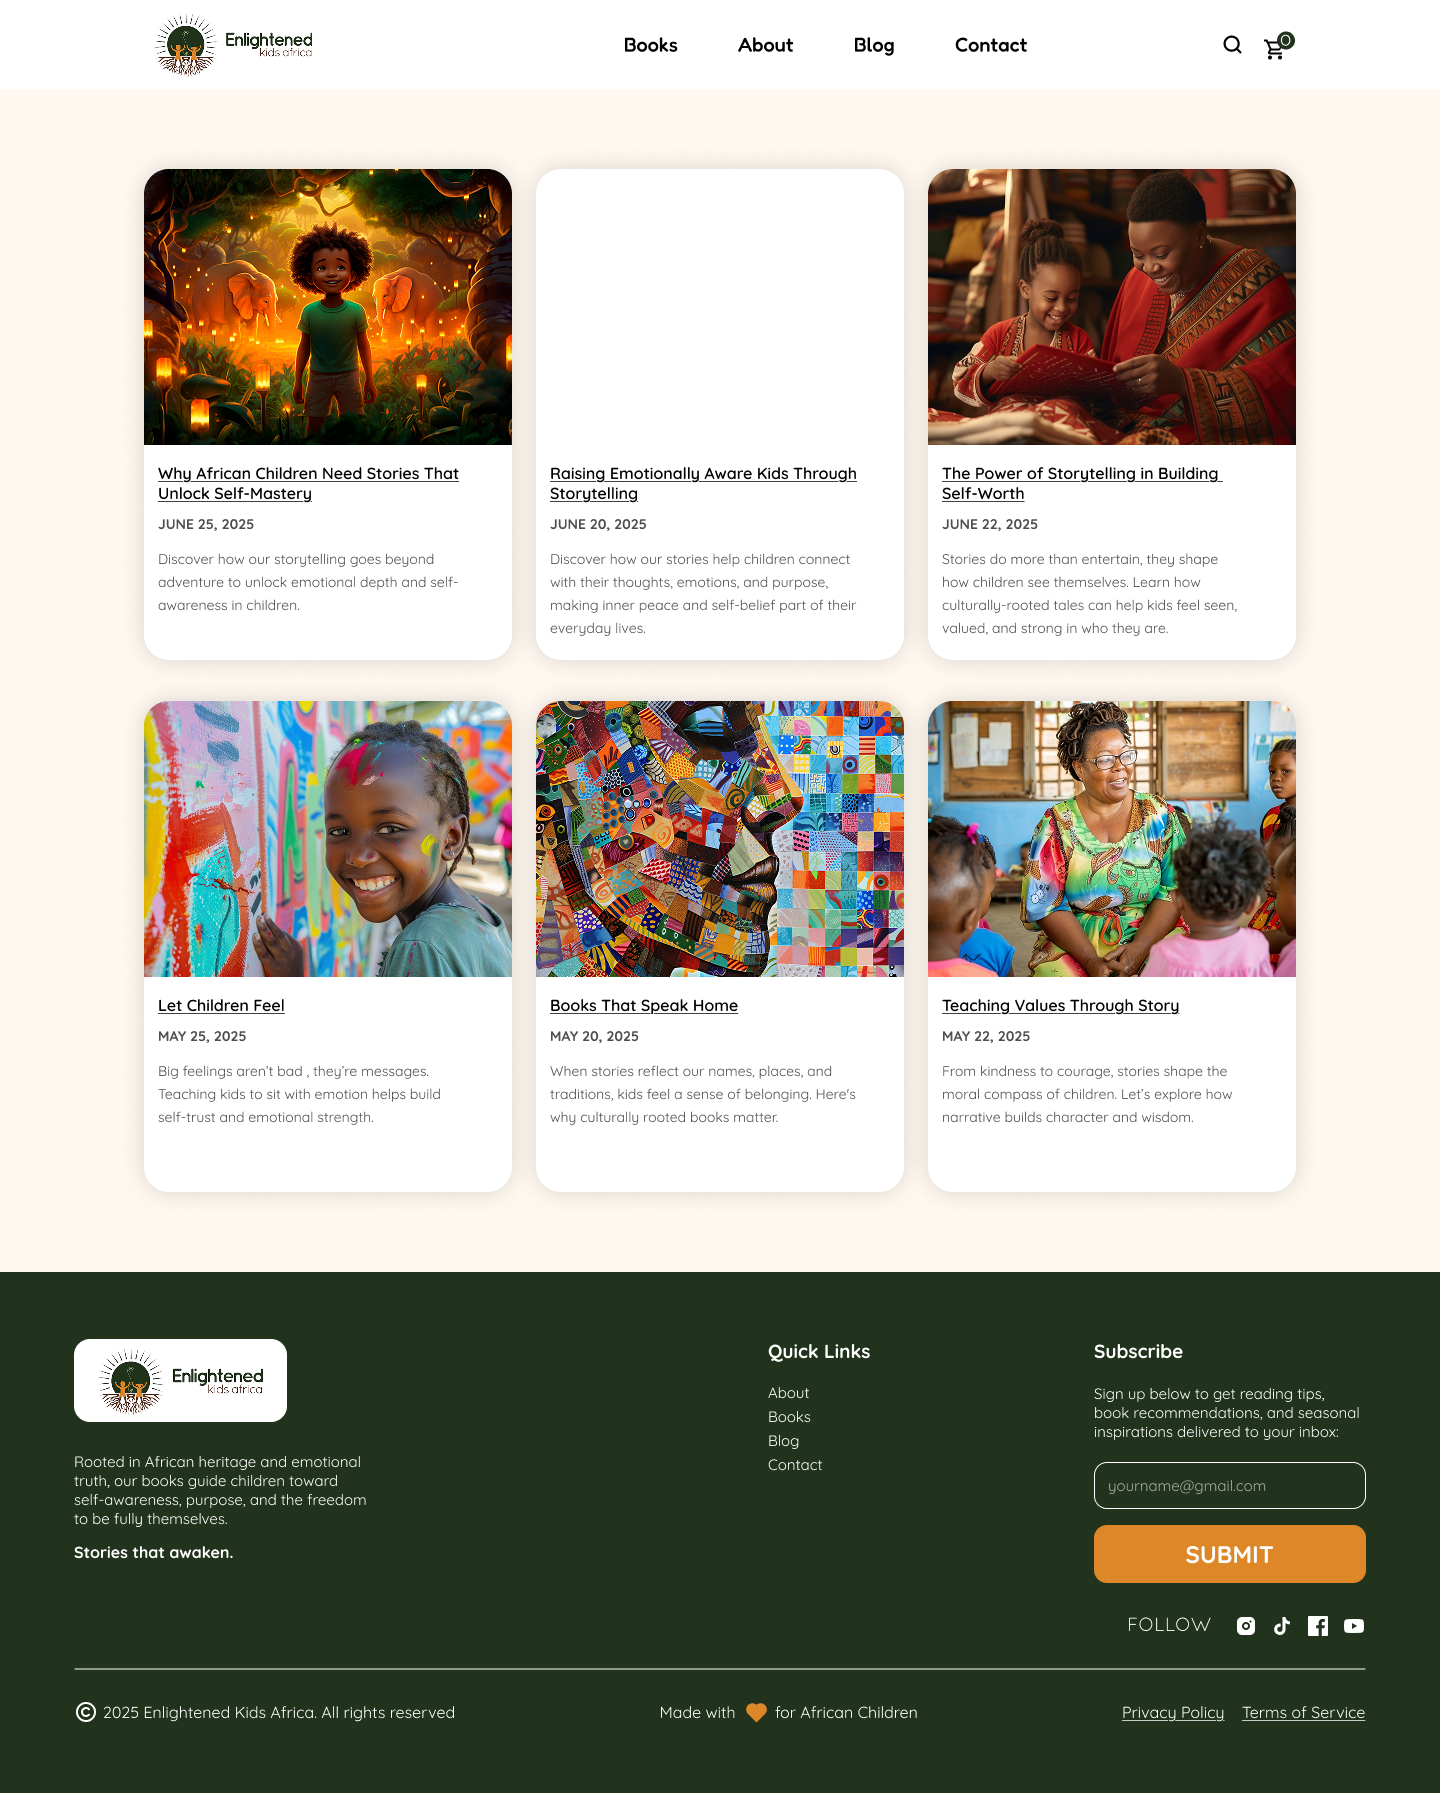 Enlightened
kids africa
Books
About
Blog
Contact
0
Why African Children Need Stories That
Unlock Self-Mastery
JUNE 25, 2025
Discover how our storytelling goes beyond
adventure to unlock emotional depth and self-
awareness in children.
Raising Emotionally Aware Kids Through
Storytelling
JUNE 20, 2025
Discover how our stories help children connect
with their thoughts, emotions, and purpose,
making inner peace and self-belief part of their
everyday lives.
The Power of Storytelling in Building
Self-Worth
JUNE 22, 2025
Stories do more than entertain, they shape
how children see themselves. Learn how
culturally-rooted tales can help kids feel seen,
valued, and strong in who they are.
Let Children Feel
MAY 25, 2025
Big feelings aren’t bad , they’re messages.
Teaching kids to sit with emotion helps build
self-trust and emotional strength.
Books That Speak Home
MAY 20, 2025
When stories reflect our names, places, and
traditions, kids feel a sense of belonging. Here's
why culturally rooted books matter.
Teaching Values Through Story
MAY 22, 2025
From kindness to courage, stories shape the
moral compass of children. Let’s explore how
narrative builds character and wisdom.
Enlightened
kids africa
Rooted in African heritage and emotional
truth, our books guide children toward
self-awareness, purpose, and the freedom
to be fully themselves.
Stories that awaken.
Quick Links
About
Books
Blog
Contact
Subscribe
Sign up below to get reading tips,
book recommendations, and seasonal
inspirations delivered to your inbox:
yourname@gmail.com
SUBMIT
FOLLOW
© 2025 Enlightened Kids Africa. All rights reserved
Made with for African Children
Privacy Policy
Terms of Service